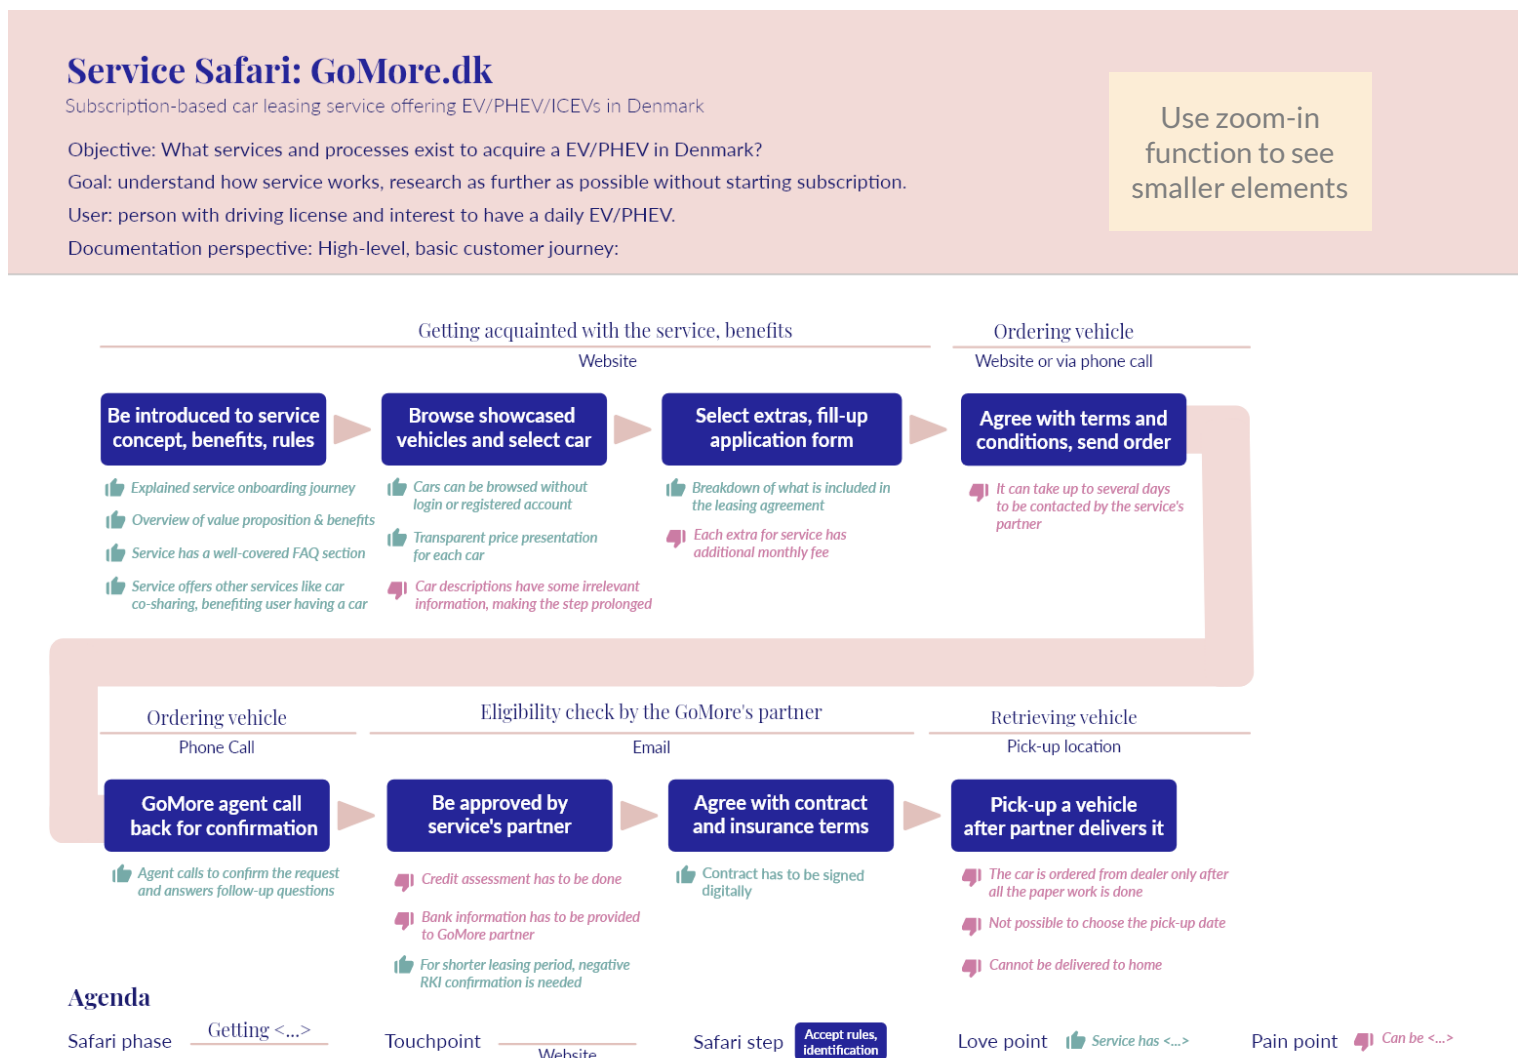 Service Safari: GoMore.dk
Subscription-based car leasing service offering EV/PHEV/ICEVs in Denmark
Objective: What services and processes exist to acquire a EV/PHEV in Denmark?
Goal: understand how service works, research as further as possible without starting subscription.
User: person with driving license and interest to have a daily EV/PHEV.
Documentation perspective: High-level, basic customer journey:
Use zoom-in
function to see
smaller elements
Getting acquainted with the service, benefits
Website
Ordering vehicle
Website or via phone call
Be introduced to service
concept, benefits, rules
Explained service onboarding journey
Overview of value proposition & benefits
Service has a well-covered FAQ section
Service offers other services like car
co-sharing, benefiting user having a car
Browse showcased
vehicles and select car
Cars can be browsed without
login or registered account
Transparent price presentation
for each car
Car descriptions have some irrelevant
information, making the step prolonged
Select extras, fill-up
application form
Breakdown of what is included in
the leasing agreement
Each extra for service has
additional monthly fee
Agree with terms and
conditions, send order
It can take up to several days
to be contacted by the service's
partner
Ordering vehicle
Phone Call
Eligibility check by the GoMore's partner
Email
Retrieving vehicle
Pick-up location
GoMore agent call
back for confirmation
Agent calls to confirm the request
and answers follow-up questions
Be approved by
service's partner
Credit assessment has to be done
Bank information has to be provided
to GoMore partner
For shorter leasing period, negative
RKI confirmation is needed
Agree with contract
and insurance terms
Contract has to be signed
digitally
Pick-up a vehicle
after partner delivers it
The car is ordered from dealer only after
all the paper work is done
Not possible to choose the pick-up date
Cannot be delivered to home
Agenda
Safari phase
Getting <...>
Touchpoint
Website
Safari step
Accept rules,
identification
Love point
Service has <...>
Pain point
Can be <...>